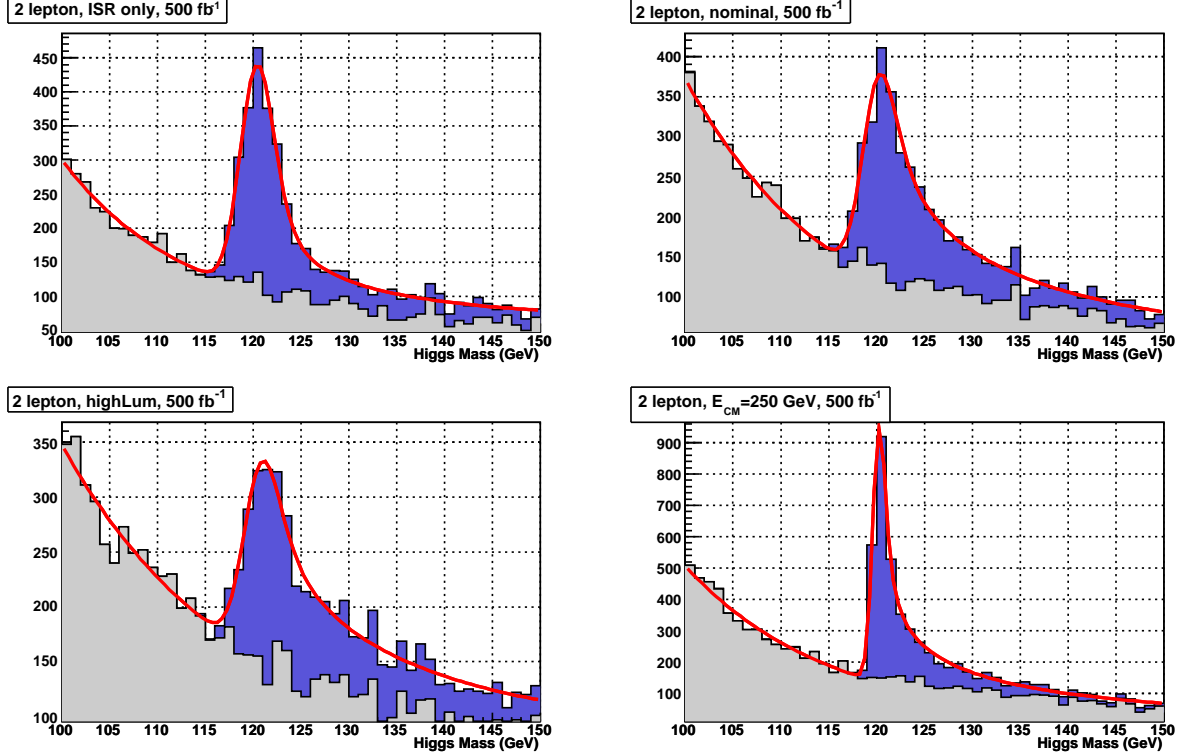 2 lepton, ISR only, 500 fb-1
450
400
350
300
250
200
150
100
50
100 105 110 115 120 125 130 135 140 145 150
Higgs Mass (GeV)
2 lepton, nominal, 500 fb-1
400
350
300
250
200
150
100
100 105 110 115 120 125 130 135 140 145 150
Higgs Mass (GeV)
2 lepton, highLum, 500 fb-1
350
300
250
200
150
100
100 105 110 115 120 125 130 135 140 145 150
Higgs Mass (GeV)
2 lepton, ECM=250 GeV, 500 fb-1
900
800
700
600
500
400
300
200
100
100 105 110 115 120 125 130 135 140 145 150
Higgs Mass (GeV)